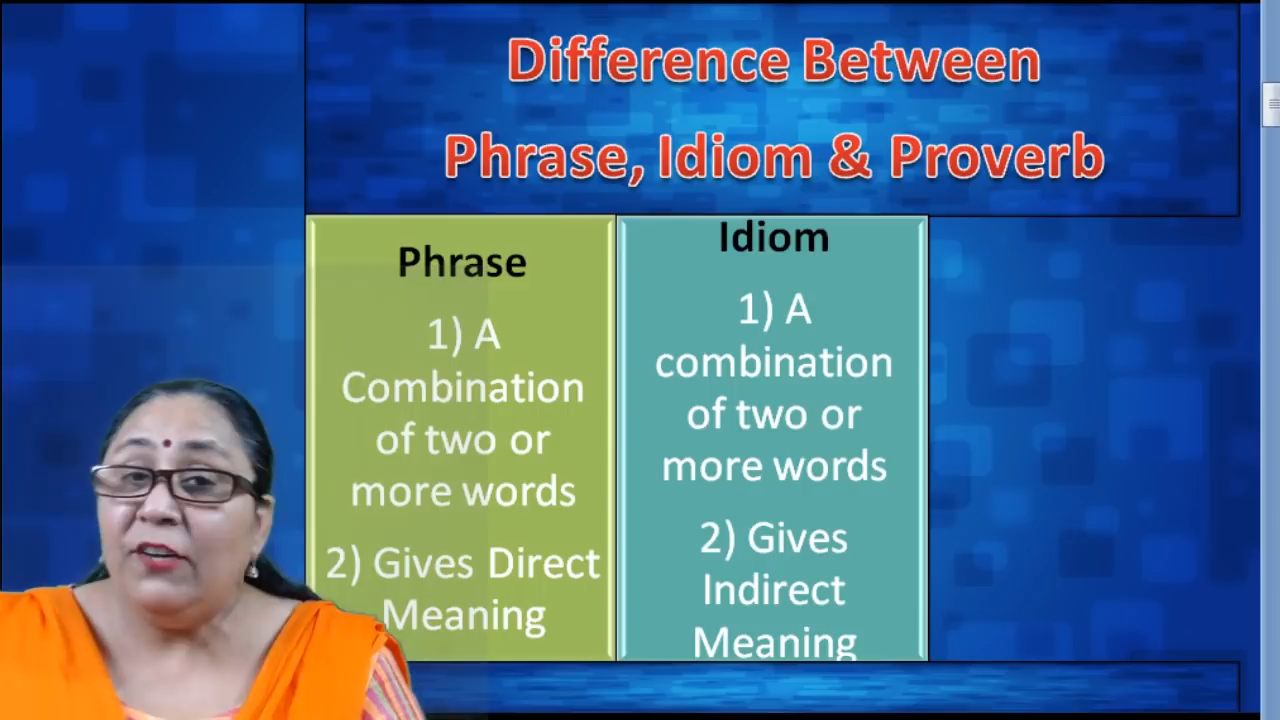 Difference Between
Phrase, Idiom & Proverb
Phrase
1) A
Combination
of two or
more words
2) Gives Direct
Meaning
Idiom
1) A
combination
of two or
more words
2) Gives
Indirect
Meaning